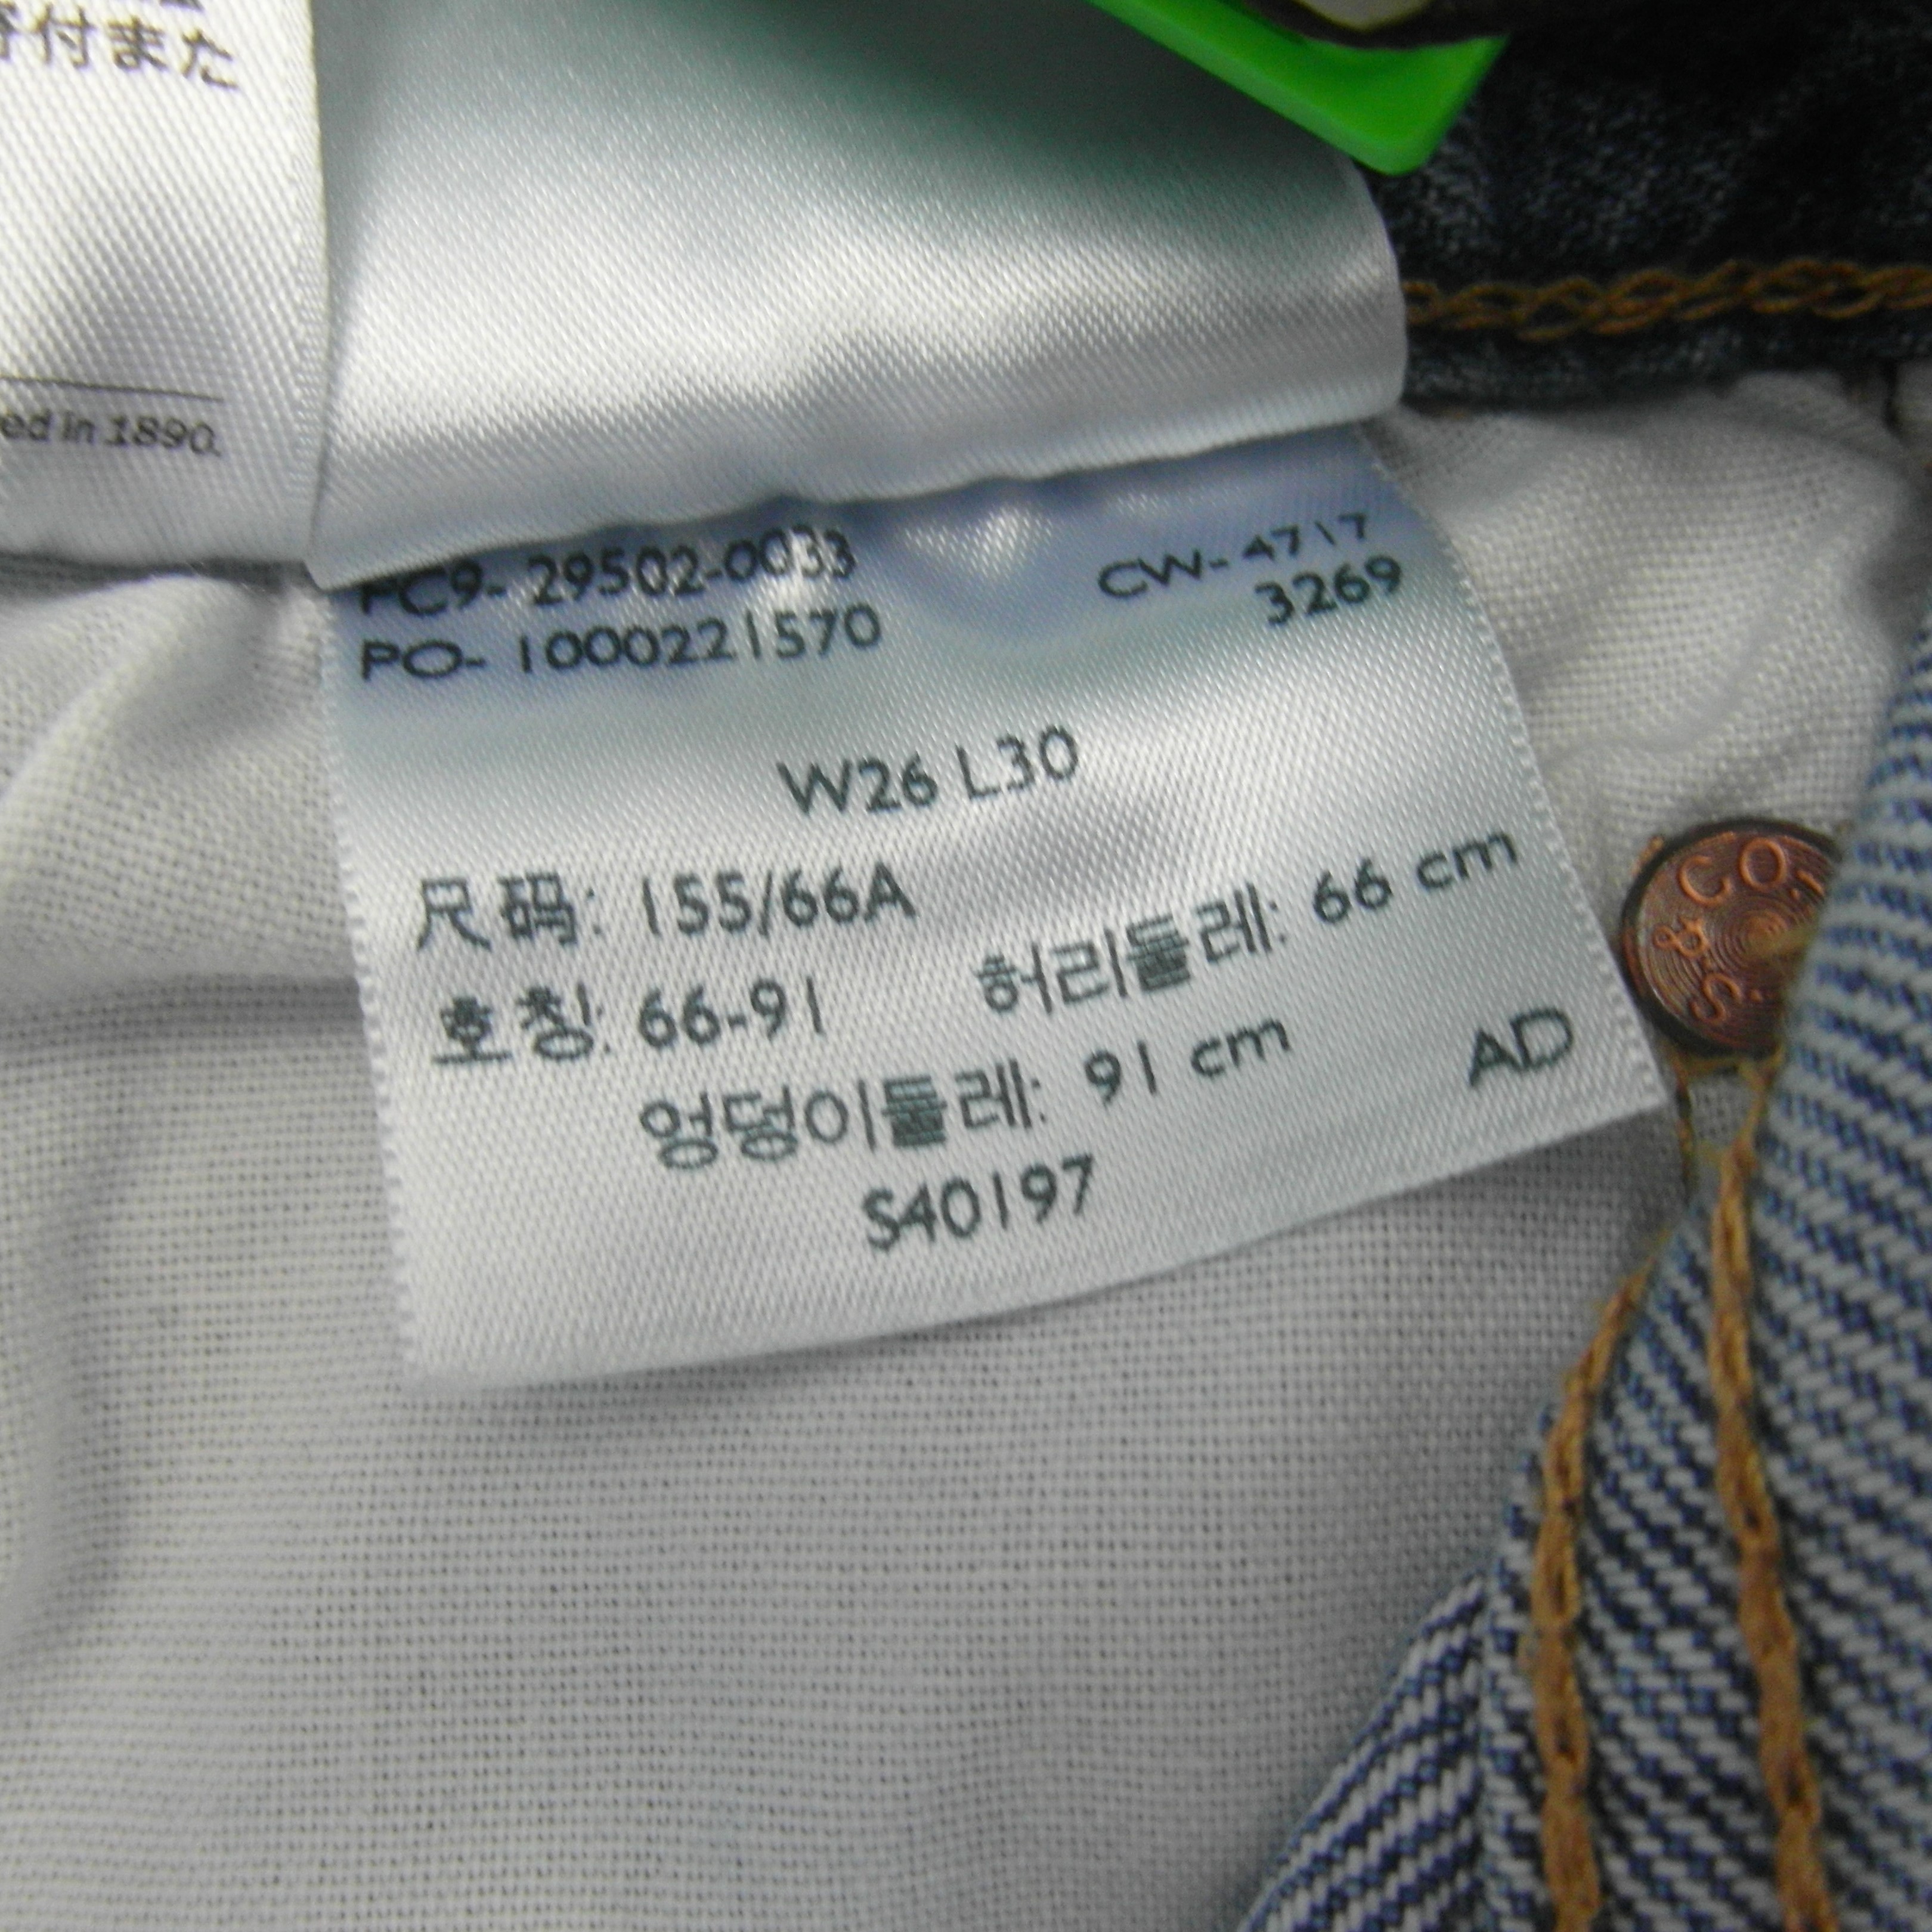 付また
ed in 1890.
PC9- 29502-0033 CW- 4717
PO- 1000221570 3269
W26 L30
尺码: 155/66A
호칭: 66-91 허리둘레: 66 cm
엉덩이둘레: 91 cm AD
S40197
& CO